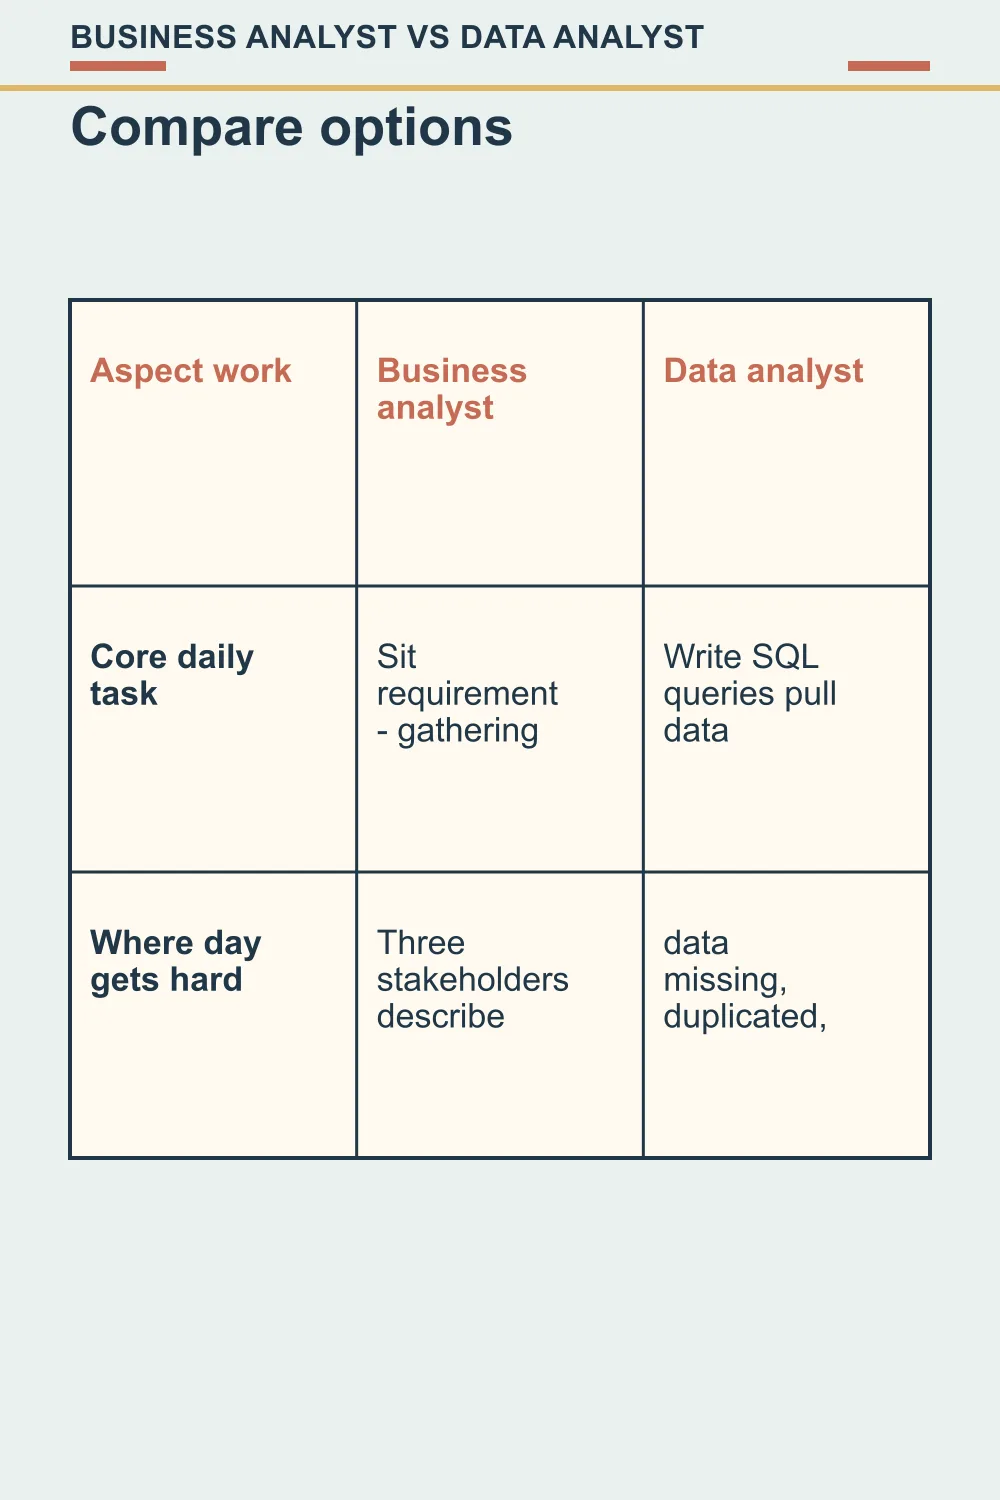 BUSINESS ANALYST VS DATA ANALYST
Compare options
Aspect work
Business
analyst
Data analyst
Core daily
task
Sit
requirement
- gathering
Write SQL
queries pull
data
Where day
gets hard
Three
stakeholders
describe
data
missing,
duplicated,